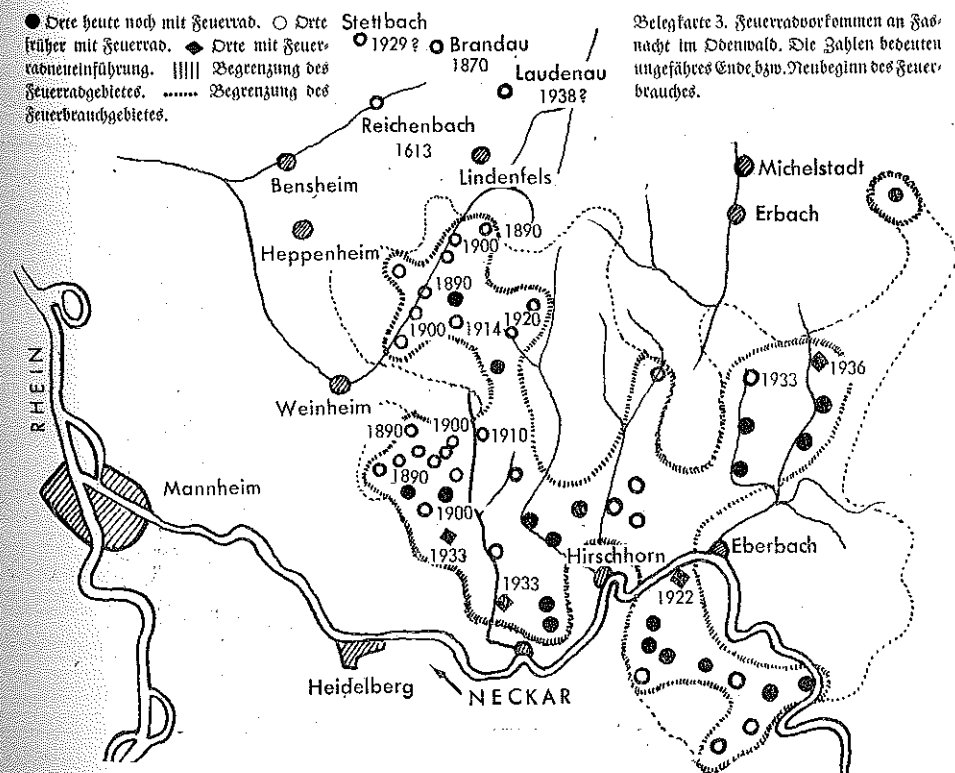 ● Orte heute noch mit Feuerrad. ○ Orte
früher mit Feuerrad. ◆ Orte mit Feuer-
radneueinführung. ||||| Begrenzung des
Feuerradgebietes. ....... Begrenzung des
Feuerbrauchgebietes.
Belegkarte 3. Feuerradvorkommen an Fas-
nacht im Odenwald. Die Zahlen bedeuten
ungefähres Ende, bzw. Neubeginn des Feuer-
brauches.
Stettbach
1929?
Brandau
1870
Laudenau
1938?
Reichenbach
1613
Bensheim
Lindenfels
Michelstadt
Erbach
Heppenheim
1890
1900
1890
1920
1900
1914
RHEIN
Weinheim
1933
1936
1890
1900
1910
1890
1900
Mannheim
1933
Hirschhorn
Eberbach
1933
1922
Heidelberg
NECKAR